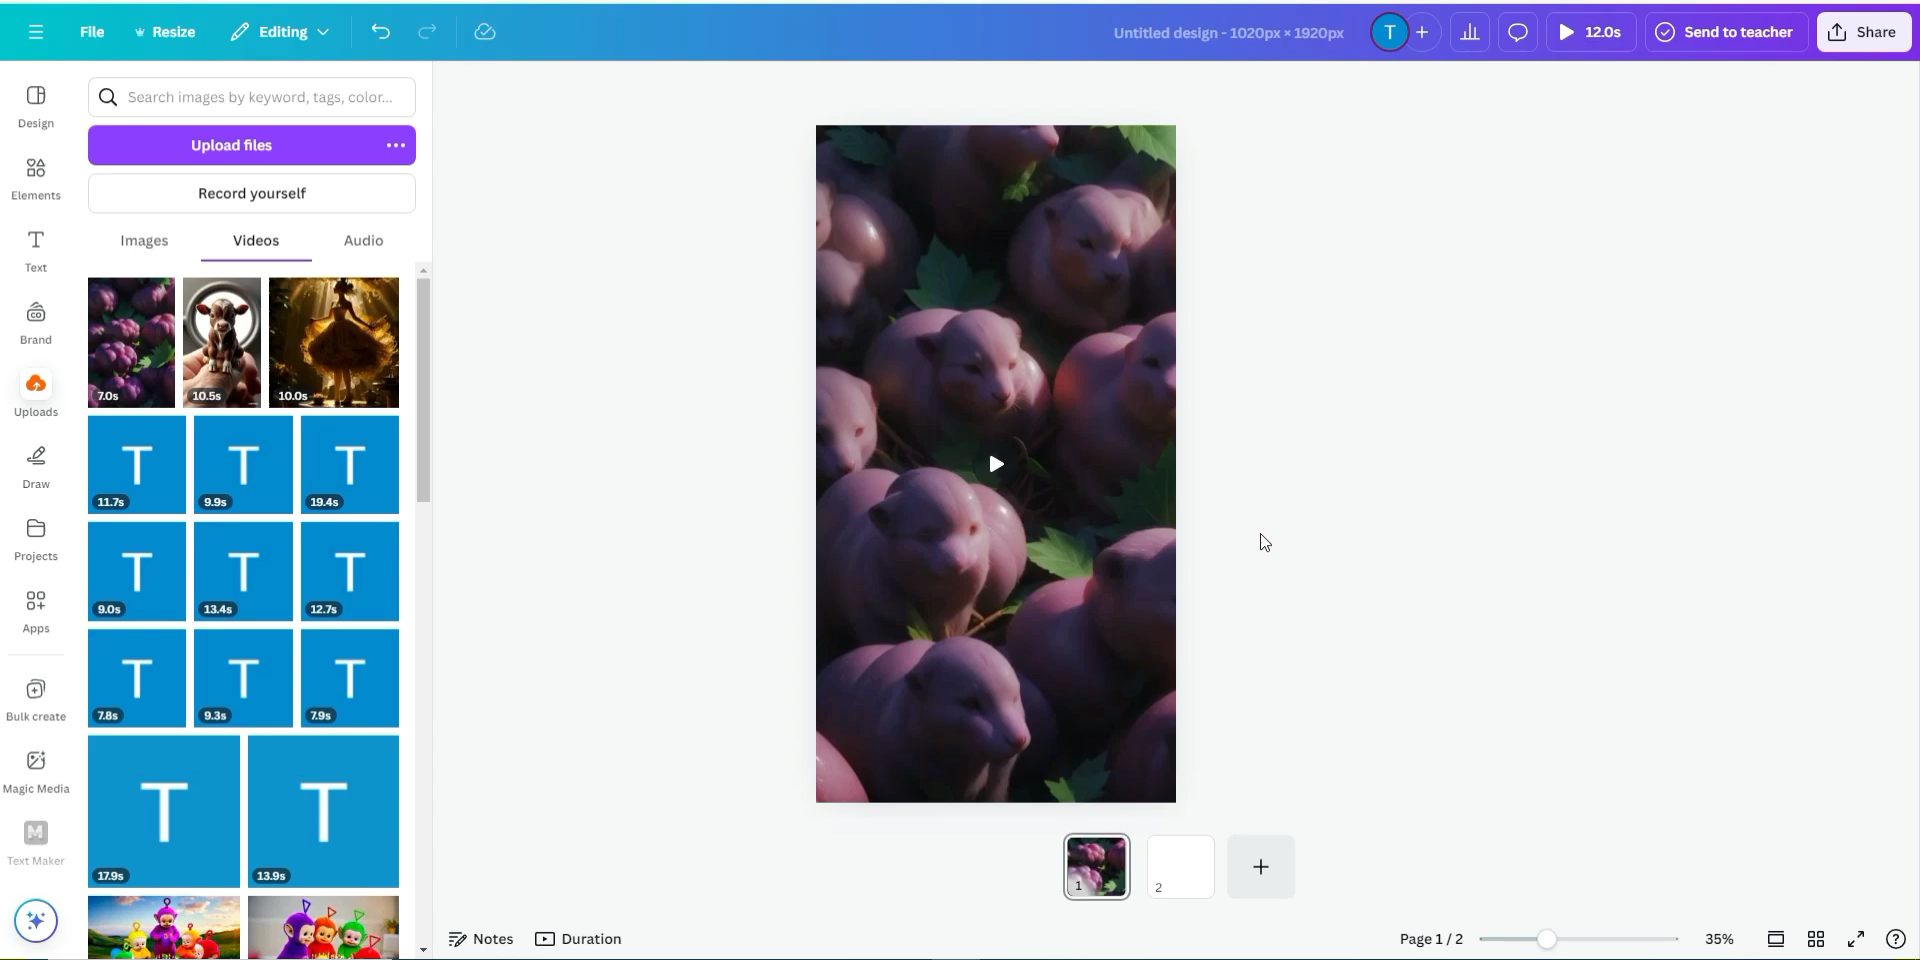 File
Resize
Editing
Untitled design - 1020px × 1920px
T
12.0s
Send to teacher
Share
Design
Elements
Text
Brand
Uploads
Draw
Projects
Apps
Bulk create
Magic Media
M
Text Maker
Search images by keyword, tags, color...
Upload files
Record yourself
Images
Videos
Audio
7.0s
10.5s
10.0s
T
T
T
11.7s
9.9s
19.4s
T
T
T
9.0s
13.4s
12.7s
T
T
T
7.8s
9.3s
7.9s
T
T
17.9s
13.9s
1
2
Notes
Duration
Page 1 / 2
35%